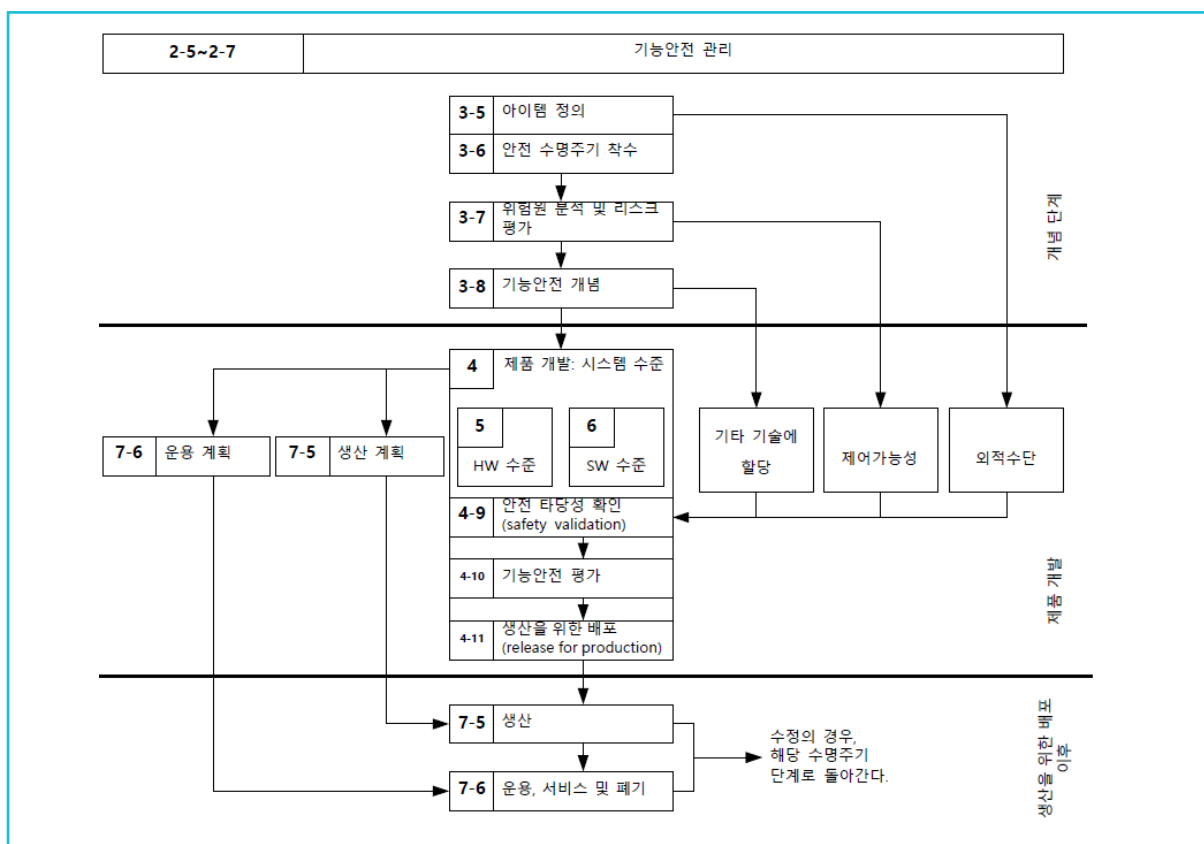 2-5~2-7 기능안전 관리
3-5 아이템 정의
3-6 안전 수명주기 착수
3-7 위험원 분석 및 리스크
평가
3-8 기능안전 개념
개념 단계
4 제품 개발: 시스템 수준
5
HW 수준
6
SW 수준
7-6 운용 계획
7-5 생산 계획
기타 기술에
할당
제어가능성
외적수단
4-9 안전 타당성 확인
(safety validation)
4-10 기능안전 평가
4-11 생산을 위한 배포
(release for production)
제품 개발
7-5 생산
7-6 운용, 서비스 및 폐기
수정의 경우,
해당 수명주기
단계로 돌아간다.
생산을 위한 배포
이후